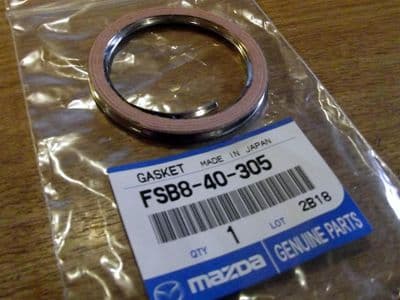 GASKET MADE IN JAPAN
FSB8-40-305
QTY 1 LOT 2B18
mazda GENUINE PARTS